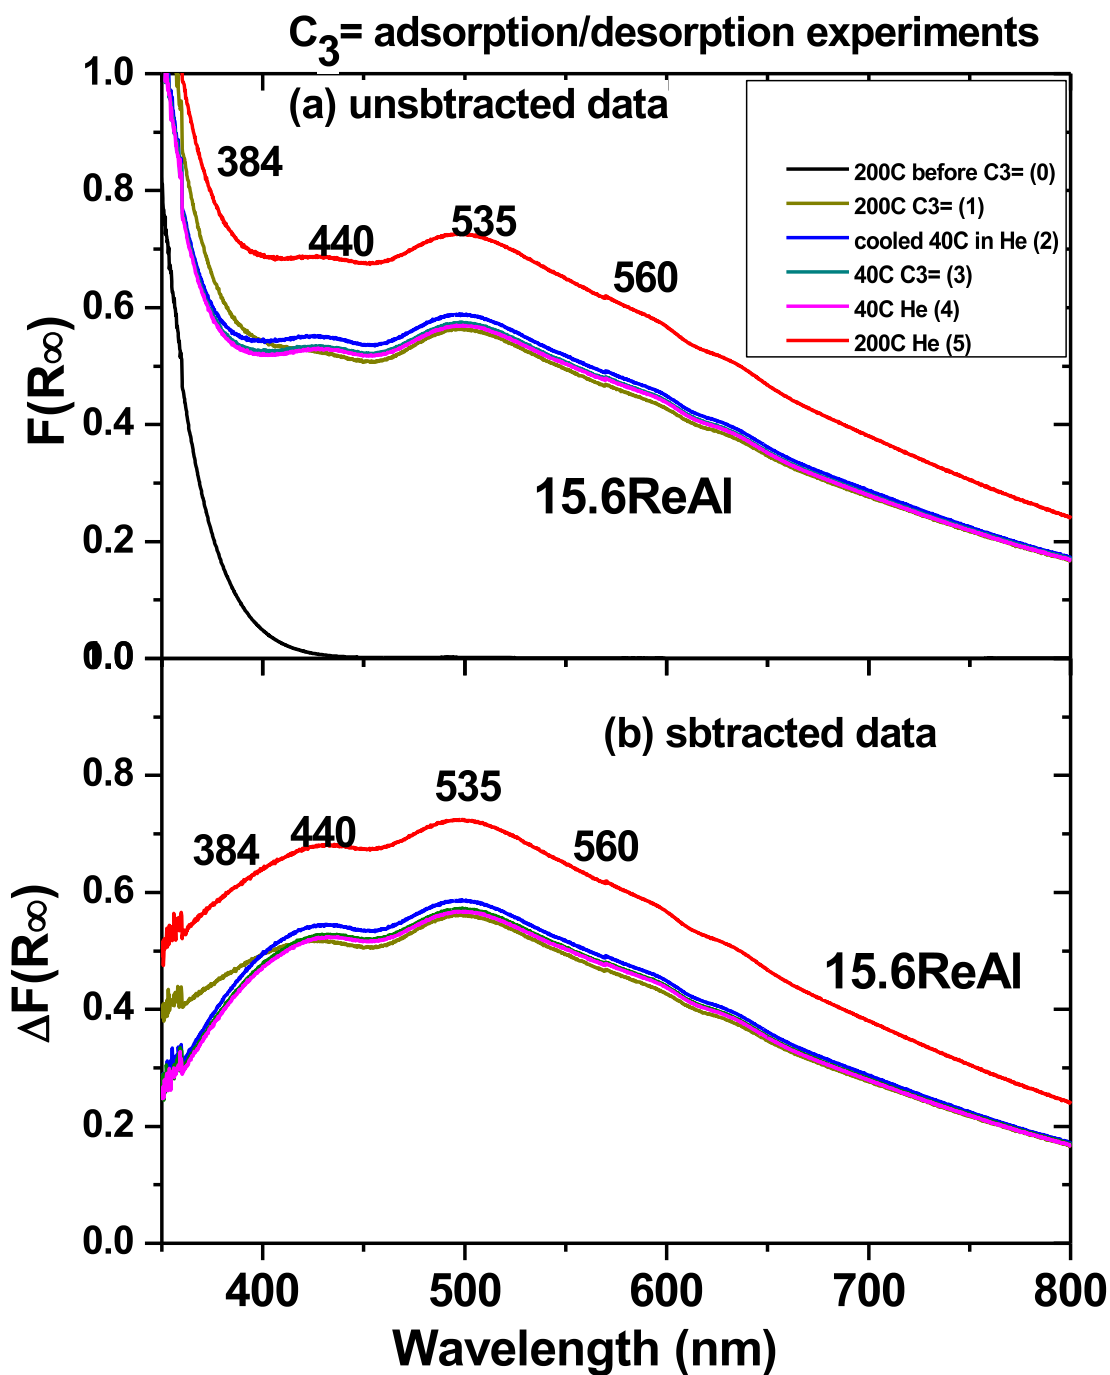 C3= adsorption/desorption experiments
(a) unsbtracted data
384
440
535
560
200C before C3= (0)
200C C3= (1)
cooled 40C in He (2)
40C C3= (3)
40C He (4)
200C He (5)
15.6ReAl
F(R∞)
1.0
0.8
0.6
0.4
0.2
0.0
(b) sbtracted data
384
440
535
560
15.6ReAl
ΔF(R∞)
0.8
0.6
0.4
0.2
0.0
400 500 600 700 800
Wavelength (nm)